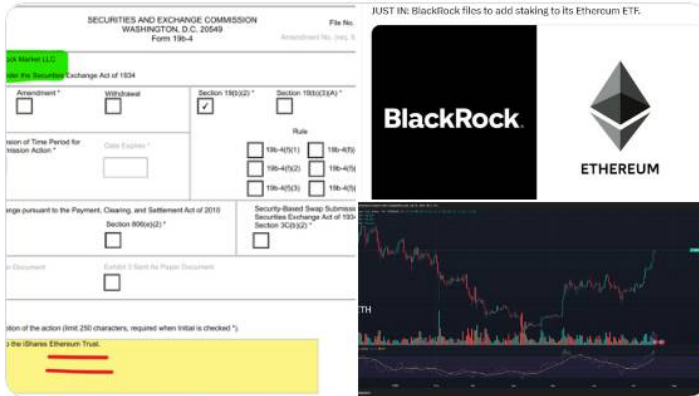 SECURITIES AND EXCHANGE COMMISSION
WASHINGTON, D.C. 20549
Form 19b-4
File No.
Amendment No. (req.
ock Market LLC
nder the Securities Exchange Act of 1934
Amendment *
Withdrawal
Section 19(b)(2) *
Section 19(b)(3)(A) *
Rule
nsion of Time Period for
mission Action *
Date Expires *
19b-4(f)(1)
19b-4(f)(2)
19b-4(f)(3)
19b-4(f)
19b-4(f)
19b-4(f)
ange pursuant to the Payment, Clearing, and Settlement Act of 2010
Section 806(e)(2) *
Security-Based Swap Submiss
Securities Exchange Act of 193
Section 3C(b)(2) *
Document
Exhibit 3 Sent As Paper Document
ption of the action (limit 250 characters, required when Initial is checked *).
o the iShares Ethereum Trust.
JUST IN: BlackRock files to add staking to its Ethereum ETF.
BlackRock.
ETHEREUM
ETH